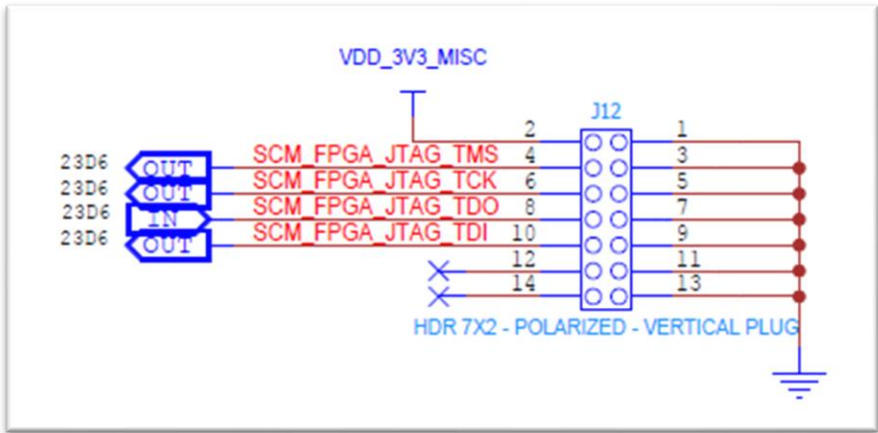 VDD_3V3_MISC
J12
2 1
23D6 OUT SCM_FPGA_JTAG_TMS 4 3
23D6 OUT SCM_FPGA_JTAG_TCK 6 5
23D6 IN SCM_FPGA_JTAG_TDO 8 7
23D6 OUT SCM_FPGA_JTAG_TDI 10 9
12 11
14 13
HDR 7X2 - POLARIZED - VERTICAL PLUG